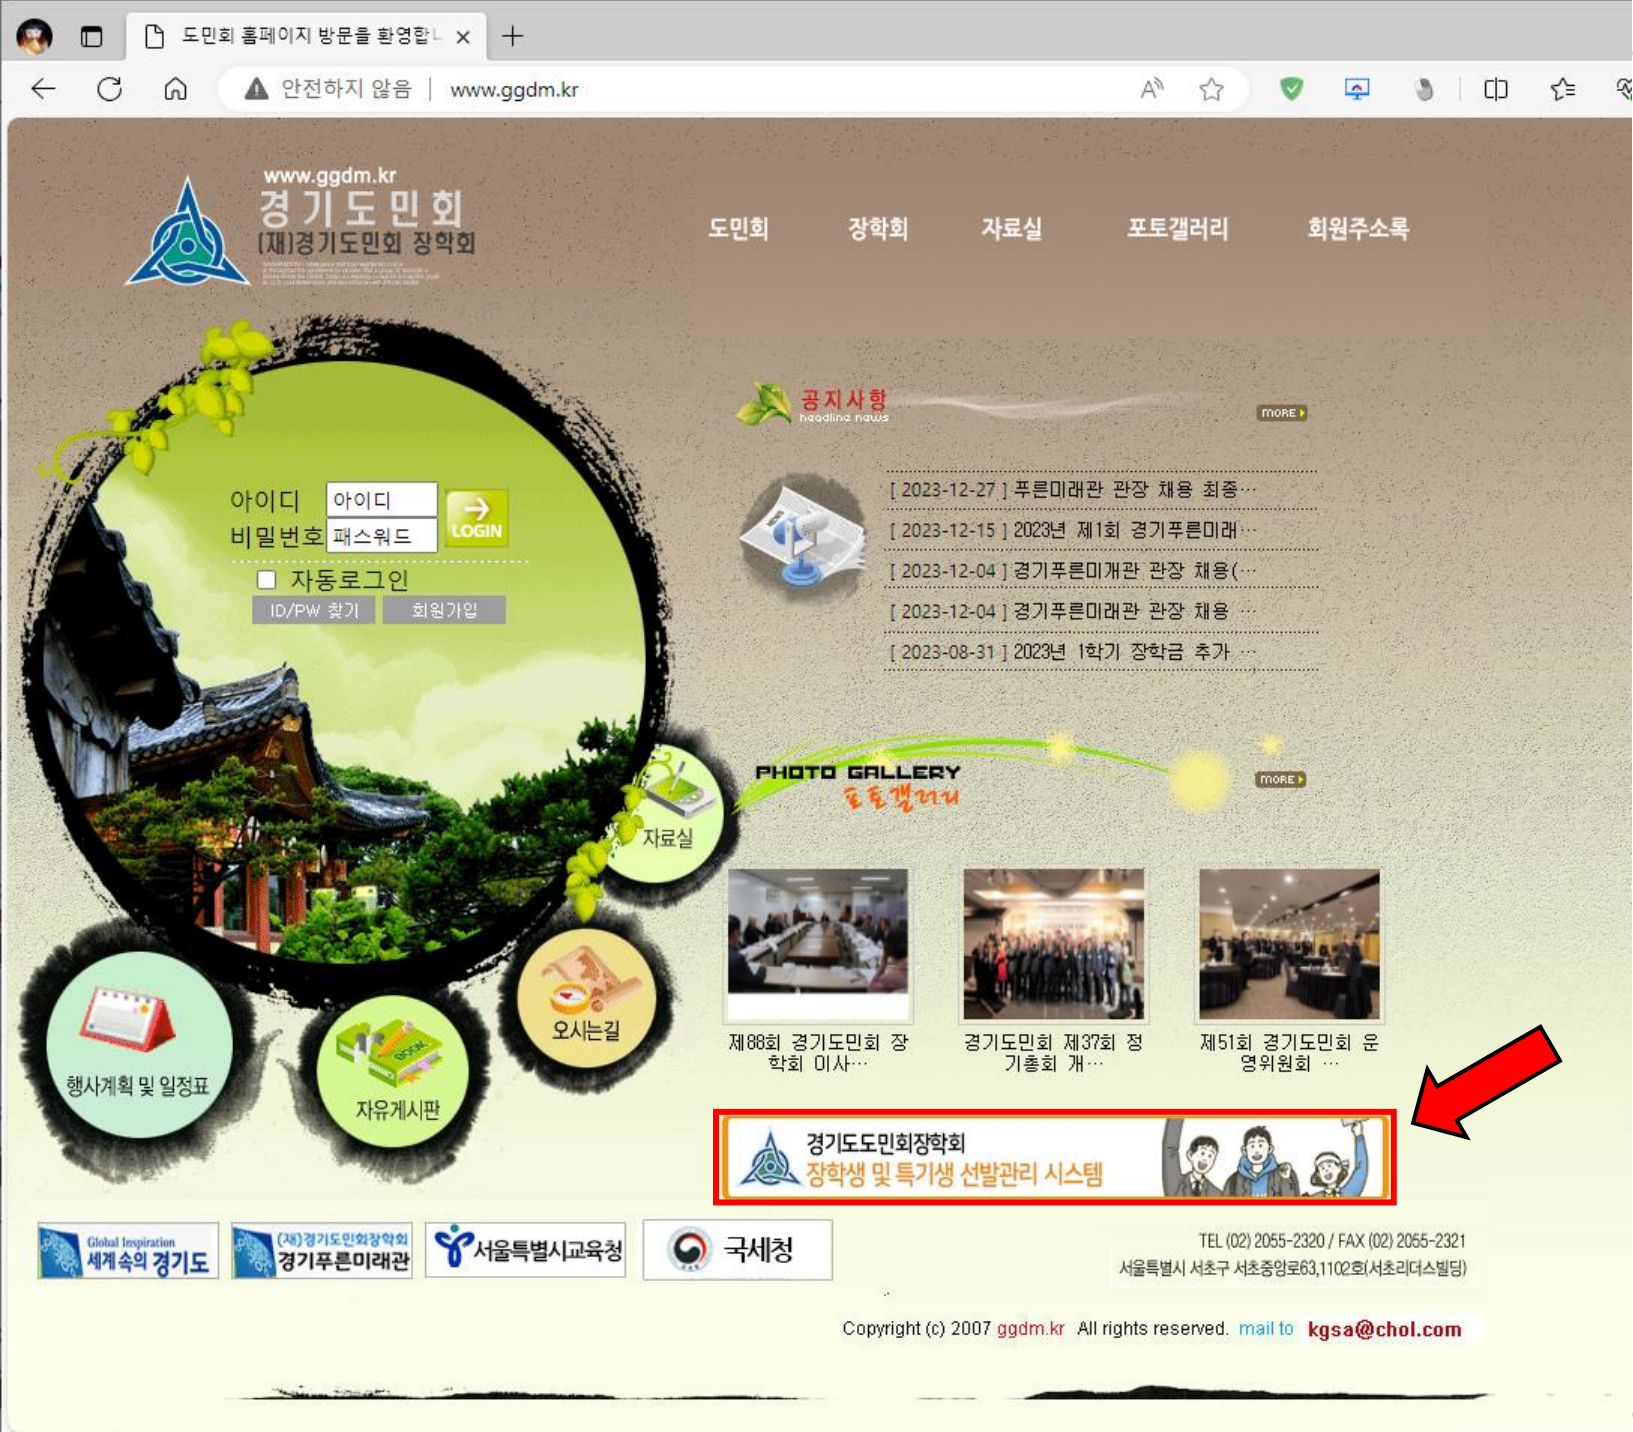 도민회 홈페이지 방문을 환영합니
안전하지 않음 | www.ggdm.kr
www.ggdm.kr
경기도민회
(재)경기도민회 장학회
도민회 장학회 자료실 포토갤러리 회원주소록
공지사항
headline news
MORE
아이디 아이디
비밀번호 패스워드
LOGIN
자동로그인
ID/PW 찾기 회원가입
NEWS
[ 2023-12-27 ] 푸른미래관 관장 채용 최종…
[ 2023-12-15 ] 2023년 제1회 경기푸른미래…
[ 2023-12-04 ] 경기푸른미개관 관장 채용(…
[ 2023-12-04 ] 경기푸른미래관 관장 채용 …
[ 2023-08-31 ] 2023년 1학기 장학금 추가 …
PHOTO GALLERY
포토갤러리
MORE
자료실
오시는길
행사계획 및 일정표
BOOK
자유게시판
제88회 경기도민회 장
학회 이사…
경기도민회 제37회 정
기총회 개…
제51회 경기도민회 운
영위원회 …
경기도도민회장학회
장학생 및 특기생 선발관리 시스템
Global Inspiration
세계속의 경기도
(재)경기도민회장학회
경기푸른미래관
서울특별시교육청
국세청
TEL (02) 2055-2320 / FAX (02) 2055-2321
서울특별시 서초구 서초중앙로63,1102호(서초리더스빌딩)
Copyright (c) 2007 ggdm.kr All rights reserved. mail to kgsa@chol.com